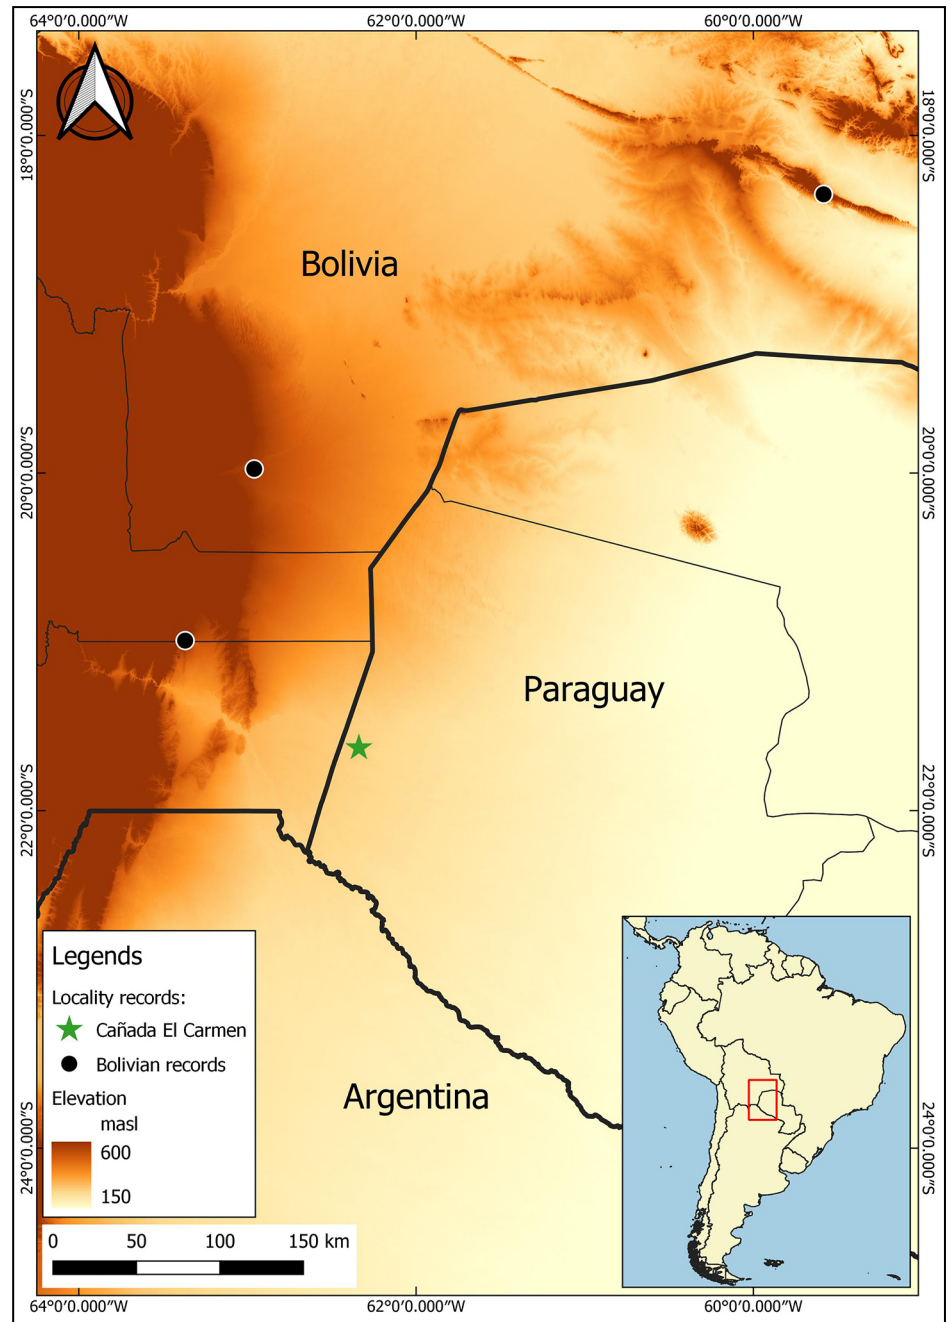 64°0'0.000"W
62°0'0.000"W
60°0'0.000"W
18°0'0.000"S
18°0'0.000"S
Bolivia
20°0'0.000"S
20°0'0.000"S
Paraguay
22°0'0.000"S
22°0'0.000"S
Legends
Locality records:
Cañada El Carmen
Bolivian records
Elevation
masl
600
150
Argentina
24°0'0.000"S
24°0'0.000"S
0 50 100 150 km
64°0'0.000"W
62°0'0.000"W
60°0'0.000"W